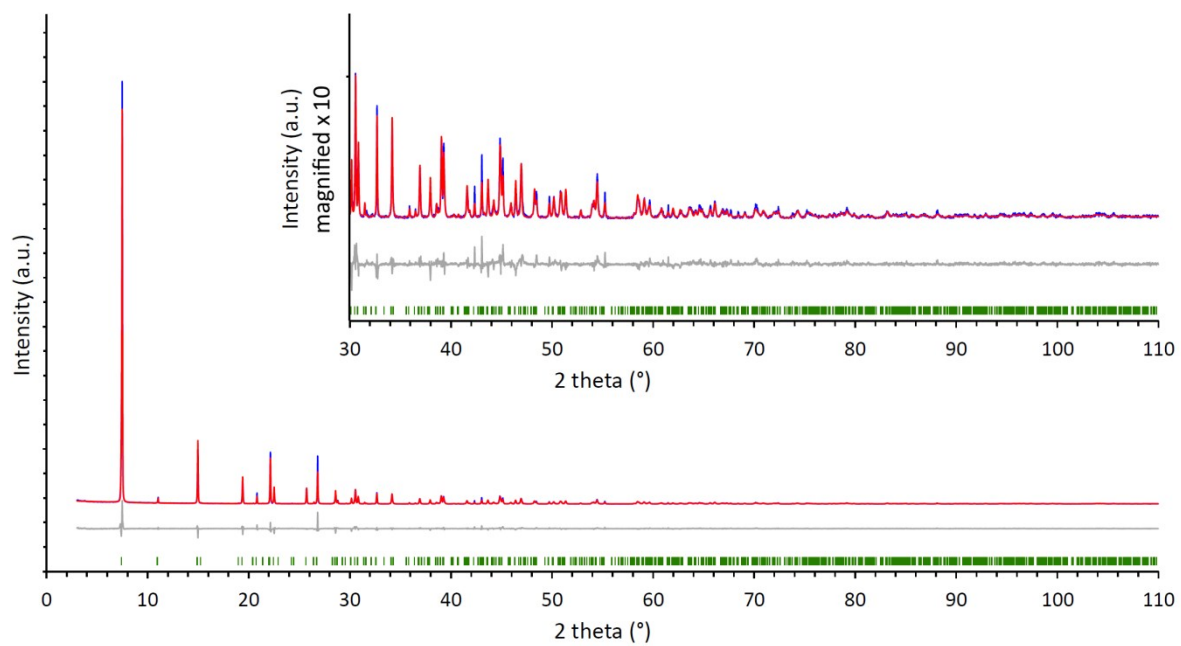 Intensity (a.u.)
magnified x 10
30 40 50 60 70 80 90 100 110
2 theta (°)
Intensity (a.u.)
0 10 20 30 40 50 60 70 80 90 100 110
2 theta (°)